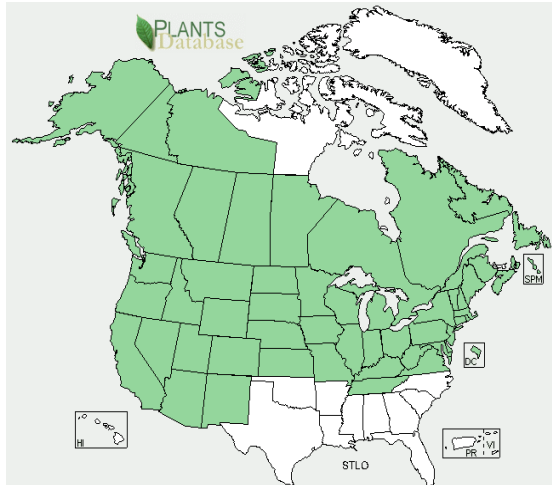 PLANTS
Database
SPM
DC
HI
PR
VI
STLO